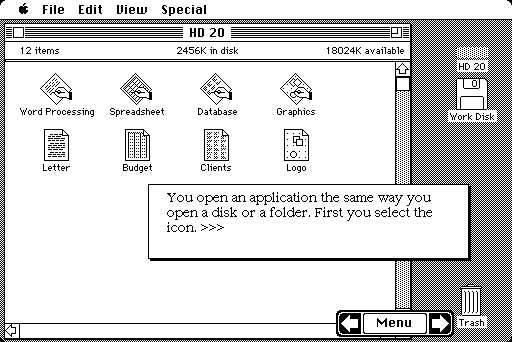 File Edit View Special
HD 20
12 items 2456K in disk 18024K available
Word Processing Spreadsheet Database Graphics
Letter Budget Clients Logo
HD 20
Work Disk
You open an application the same way you
open a disk or a folder. First you select the
icon. >>>
Menu
Trash